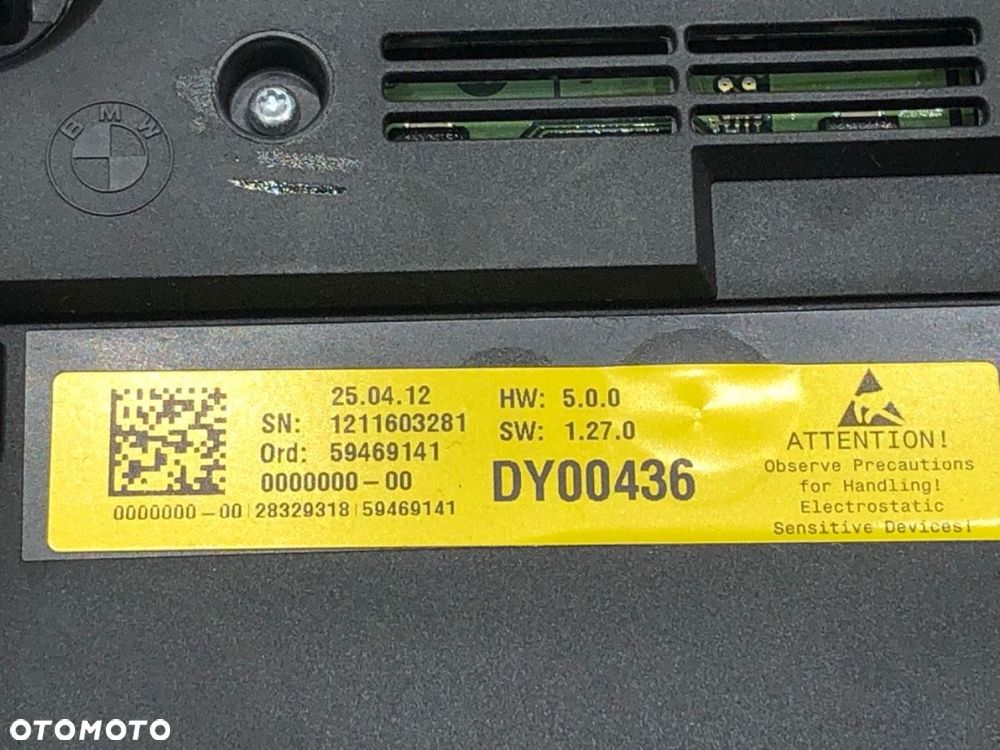 BMW
25.04.12
SN: 1211603281
Ord: 59469141
0000000-00
0000000-00|28329318|59469141
HW: 5.0.0
SW: 1.27.0
DY00436
ATTENTION!
Observe Precautions
for Handling!
Electrostatic
Sensitive Devices!
OTOMOTO